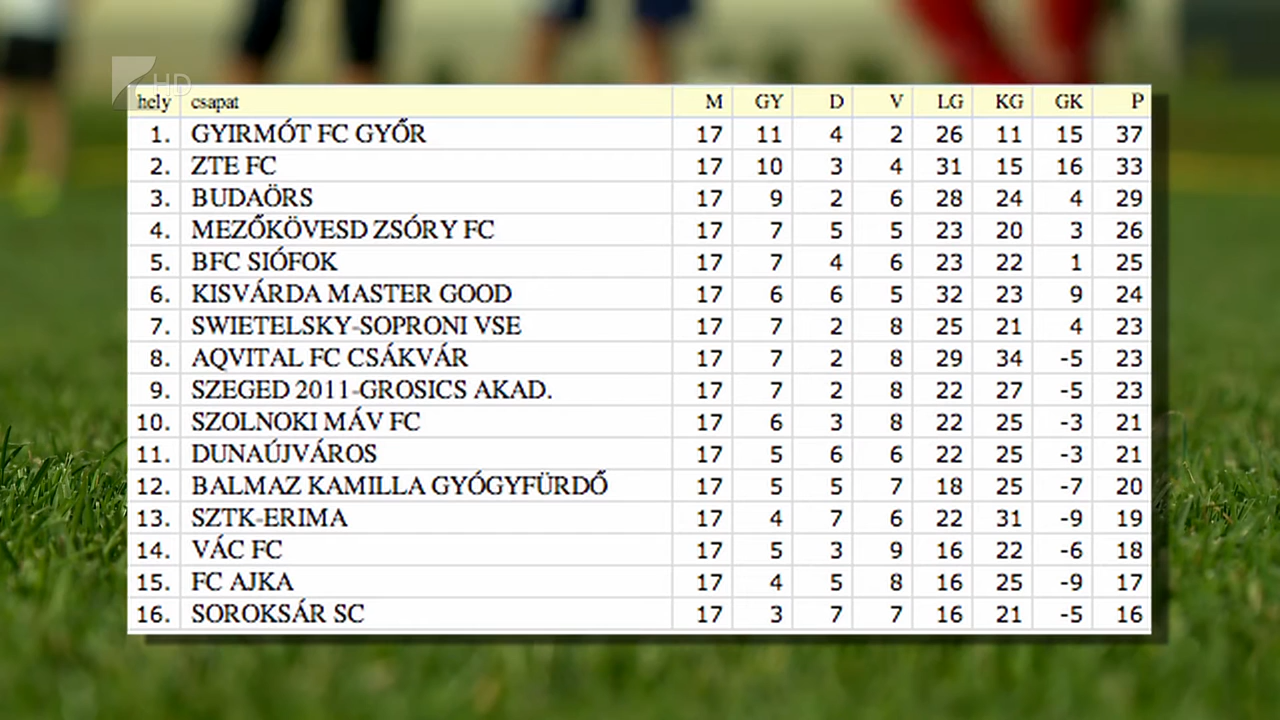 HD
hely csapat M GY D V LG KG GK P
1. GYIRMÓT FC GYŐR 17 11 4 2 26 11 15 37
2. ZTE FC 17 10 3 4 31 15 16 33
3. BUDAÖRS 17 9 2 6 28 24 4 29
4. MEZŐKÖVESD ZSÓRY FC 17 7 5 5 23 20 3 26
5. BFC SIÓFOK 17 7 4 6 23 22 1 25
6. KISVÁRDA MASTER GOOD 17 6 6 5 32 23 9 24
7. SWIETELSKY-SOPRONI VSE 17 7 2 8 25 21 4 23
8. AQVITAL FC CSÁKVÁR 17 7 2 8 29 34 -5 23
9. SZEGED 2011-GROSICS AKAD. 17 7 2 8 22 27 -5 23
10. SZOLNOKI MÁV FC 17 6 3 8 22 25 -3 21
11. DUNAÚJVÁROS 17 5 6 6 22 25 -3 21
12. BALMAZ KAMILLA GYÓGYFÜRDŐ 17 5 5 7 18 25 -7 20
13. SZTK-ERIMA 17 4 7 6 22 31 -9 19
14. VÁC FC 17 5 3 9 16 22 -6 18
15. FC AJKA 17 4 5 8 16 25 -9 17
16. SOROKSÁR SC 17 3 7 7 16 21 -5 16